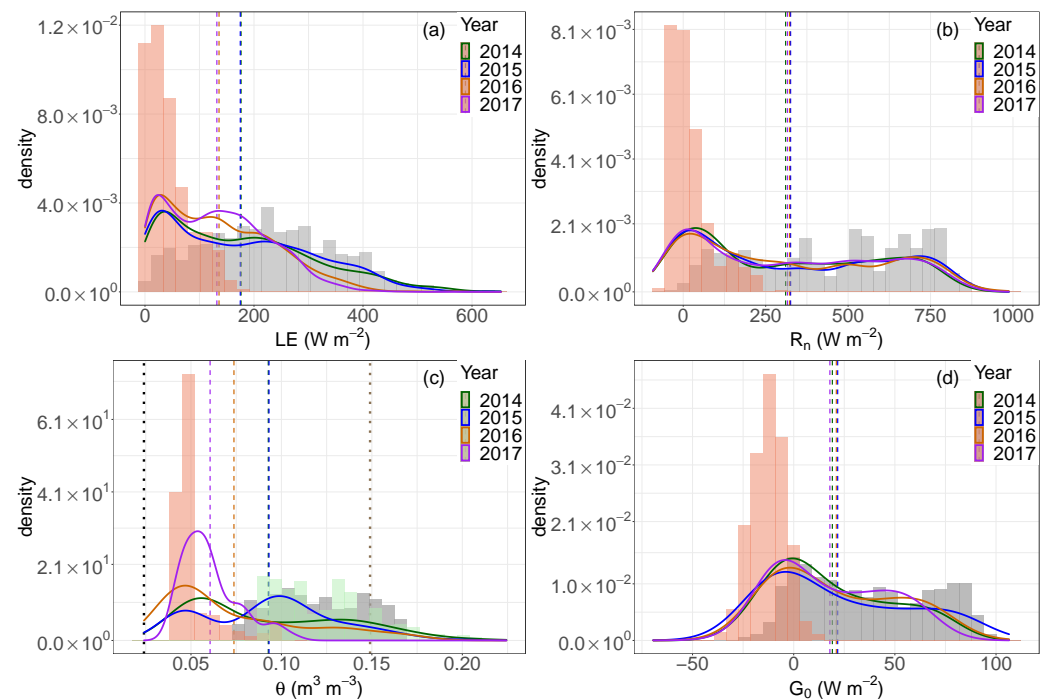 (a)
Year
2014
2015
2016
2017
1.2 × 10⁻²
8.0 × 10⁻³
4.0 × 10⁻³
0.0 × 10⁰
density
0
200
400
600
LE (W m⁻²)
(b)
Year
2014
2015
2016
2017
8.1 × 10⁻³
6.1 × 10⁻³
4.1 × 10⁻³
2.1 × 10⁻³
0.0 × 10⁰
density
0
250
500
750
1000
Rₙ (W m⁻²)
(c)
Year
2014
2015
2016
2017
6.1 × 10¹
4.1 × 10¹
2.1 × 10¹
0.0 × 10⁰
density
0.05
0.10
0.15
0.20
θ (m³ m⁻³)
(d)
Year
2014
2015
2016
2017
4.1 × 10⁻²
3.1 × 10⁻²
2.1 × 10⁻²
1.0 × 10⁻²
0.0 × 10⁰
density
−50
0
50
100
G₀ (W m⁻²)